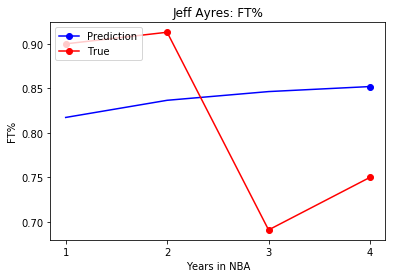 Jeff Ayres: FT%
Prediction
True
0.90
0.85
0.80
0.75
0.70
FT%
1 2 3 4
Years in NBA